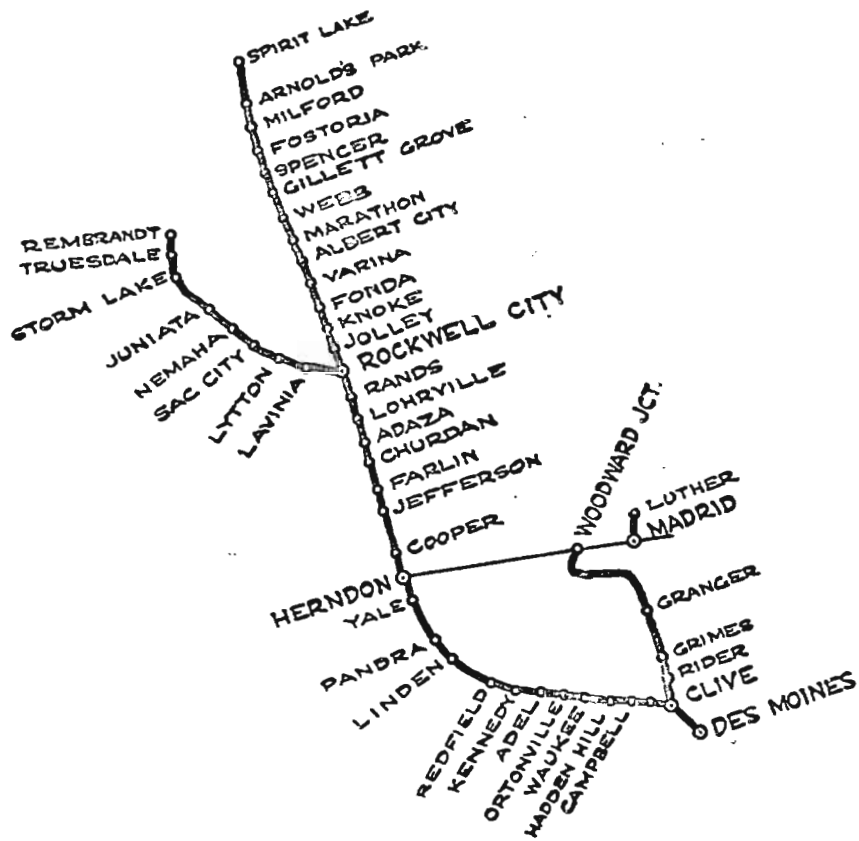 SPIRIT LAKE
ARNOLD'S PARK
MILFORD
FOSTORIA
SPENCER
GILLETT GROVE
WEBB
MARATHON
ALBERT CITY
VARINA
FONDA
KNOKE
JOLLEY
ROCKWELL CITY
REMBRANDT
TRUESDALE
STORM LAKE
JUNIATA
NEMAHA
SAC CITY
LYTTON
LAVINIA
RANDS
LOHRVILLE
ADAZA
CHURDAN
FARLIN
JEFFERSON
COOPER
HERNDON
YALE
PANORA
LINDEN
REDFIELD
KENNEDY
ADEL
ORTONVILLE
WAUKEE
HADDEN HILL
CAMPBELL
WOODWARD JCT.
LUTHER
MADRID
GRANGER
GRIMES
RIDER
CLIVE
DES MOINES